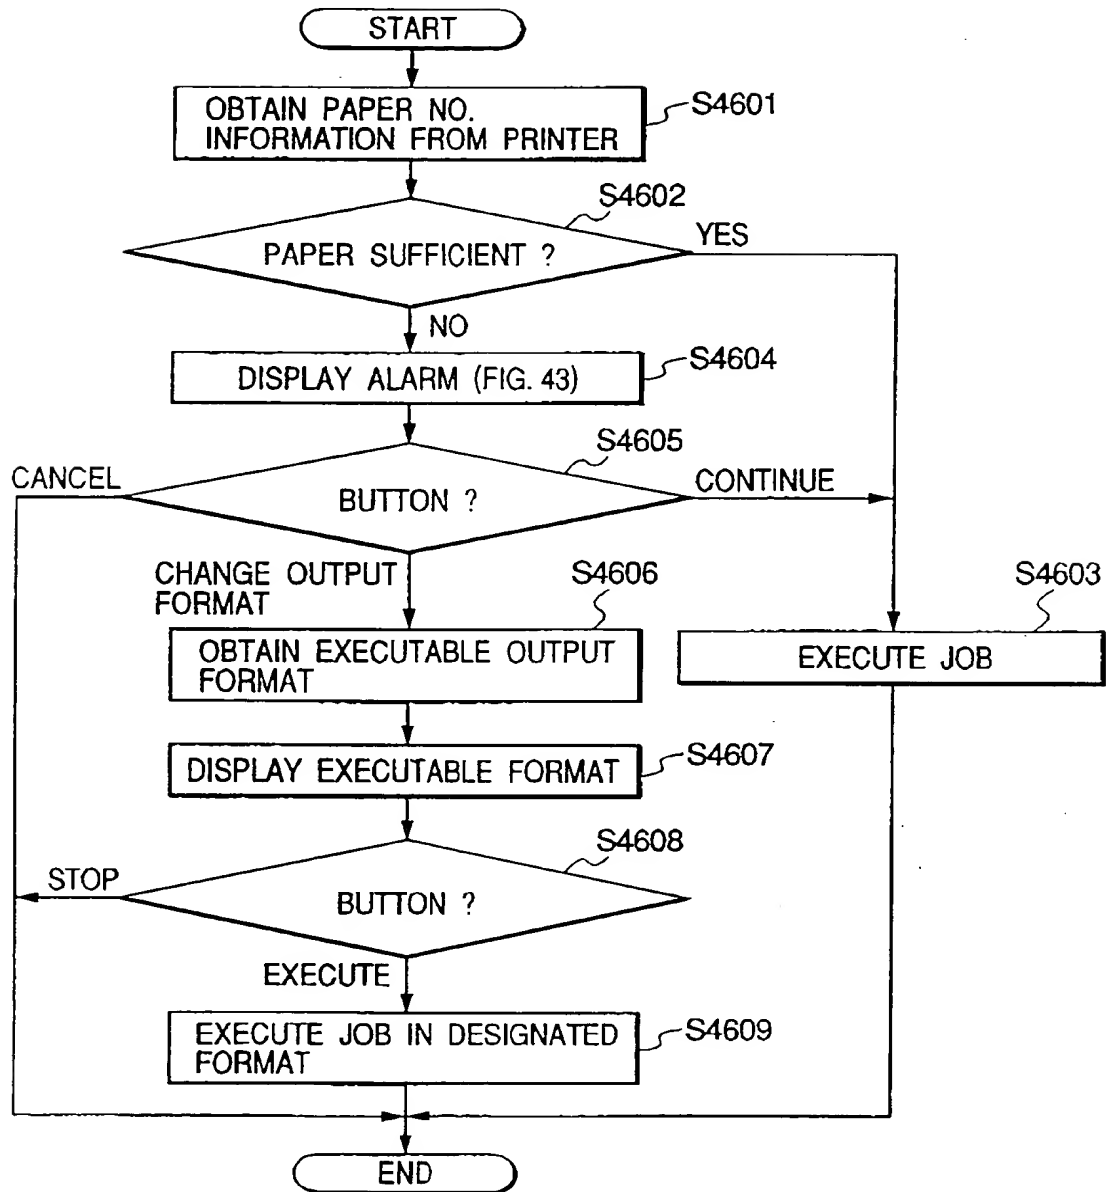 START
OBTAIN PAPER NO.
INFORMATION FROM PRINTER
S4601
S4602
PAPER SUFFICIENT ?
YES
NO
DISPLAY ALARM (FIG. 43)
S4604
S4605
CANCEL
BUTTON ?
CONTINUE
CHANGE OUTPUT
FORMAT
S4606
S4603
OBTAIN EXECUTABLE OUTPUT
FORMAT
EXECUTE JOB
DISPLAY EXECUTABLE FORMAT
S4607
S4608
STOP
BUTTON ?
EXECUTE
EXECUTE JOB IN DESIGNATED
FORMAT
S4609
END